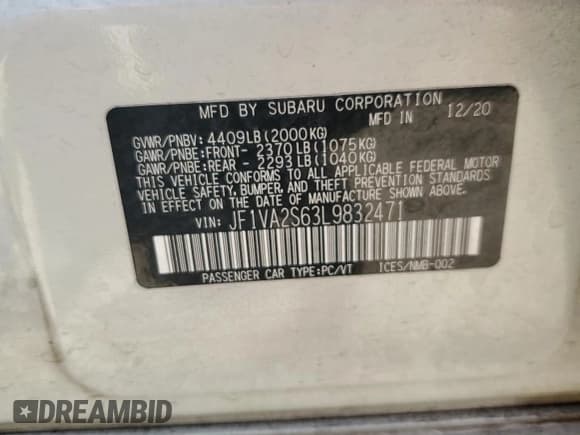 MFD BY SUBARU CORPORATION
MFD IN 12/20
GVWR/PNBV: 4409LB(2000KG)
GAWR/PNBE:FRONT- 2370LB(1075KG)
GAWR/PNBE:REAR - 2293LB(1040KG)
THIS VEHICLE CONFORMS TO ALL APPLICABLE FEDERAL MOTOR
VEHICLE SAFETY, BUMPER, AND THEFT PREVENTION STANDARDS
IN EFFECT ON THE DATE OF MANUFACTURE SHOWN ABOVE.
VIN: JF1VA2S63L9832471
PASSENGER CAR TYPE:PC/VT ICES/NMB-002
DREAMBID